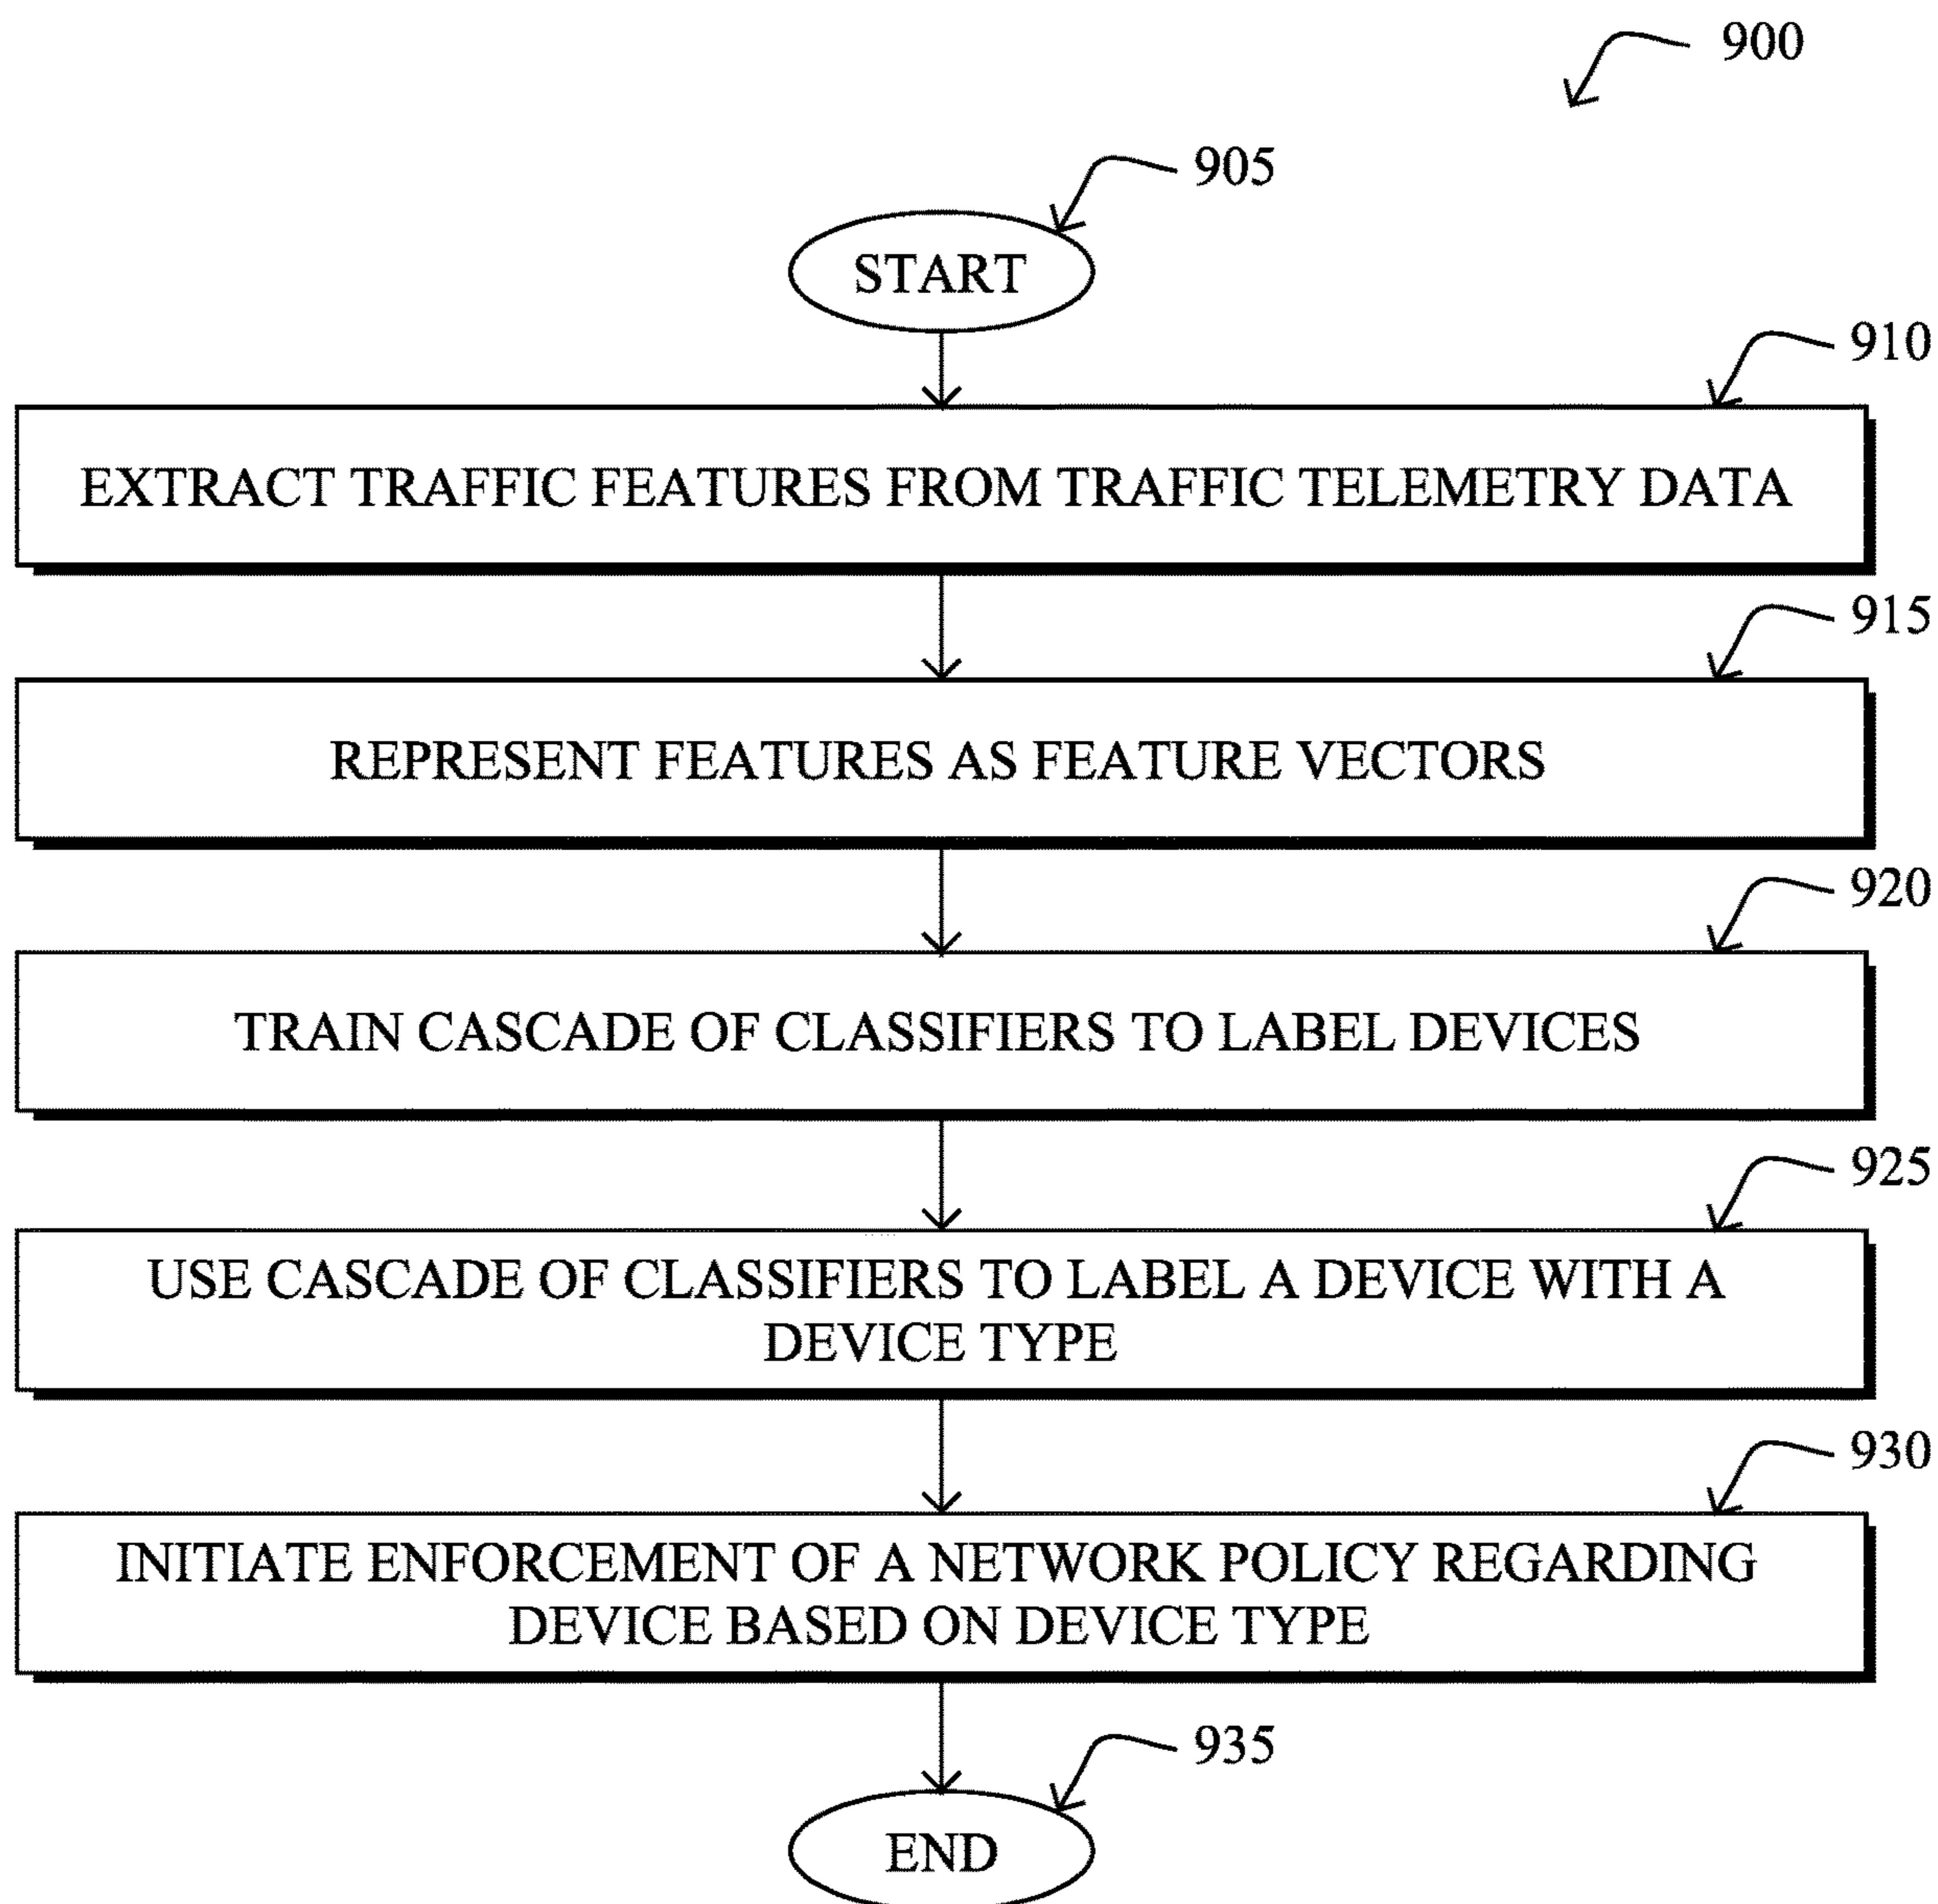 900
905
START
910
EXTRACT TRAFFIC FEATURES FROM TRAFFIC TELEMETRY DATA
915
REPRESENT FEATURES AS FEATURE VECTORS
920
TRAIN CASCADE OF CLASSIFIERS TO LABEL DEVICES
925
USE CASCADE OF CLASSIFIERS TO LABEL A DEVICE WITH A
DEVICE TYPE
930
INITIATE ENFORCEMENT OF A NETWORK POLICY REGARDING
DEVICE BASED ON DEVICE TYPE
935
END